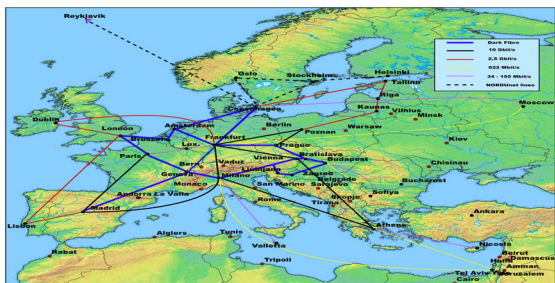 Reykjavik
Dark Fibre
10 Gbit/s
2,5 Gbit/s
622 Mbit/s
34 - 155 Mbit/s
NORDUnet lines
Oslo
Stockholm
Helsinki
Tallinn
Riga
Moscow
Copenhagen
Kaunas
Vilnius
Minsk
Dublin
London
Amsterdam
Berlin
Poznan
Warsaw
Brussels
Frankfurt
Kiev
Lux.
Prague
Paris
Vaduz
Vienna
Bratislava
Budapest
Chisinau
Bern
Geneva
Milano
Ljubljana
Zagreb
Belgrade
Bucharest
Monaco
San Marino
Sarajevo
Andorra La Valla
Sofiya
Skopje
Rome
Tirana
Madrid
Ankara
Lisbon
Athens
Algiers
Tunis
Nicosia
Rabat
Valletta
Beirut
Damascus
Tripoli
Haifa
Tel Aviv
Amman
Jerusalem
Cairo